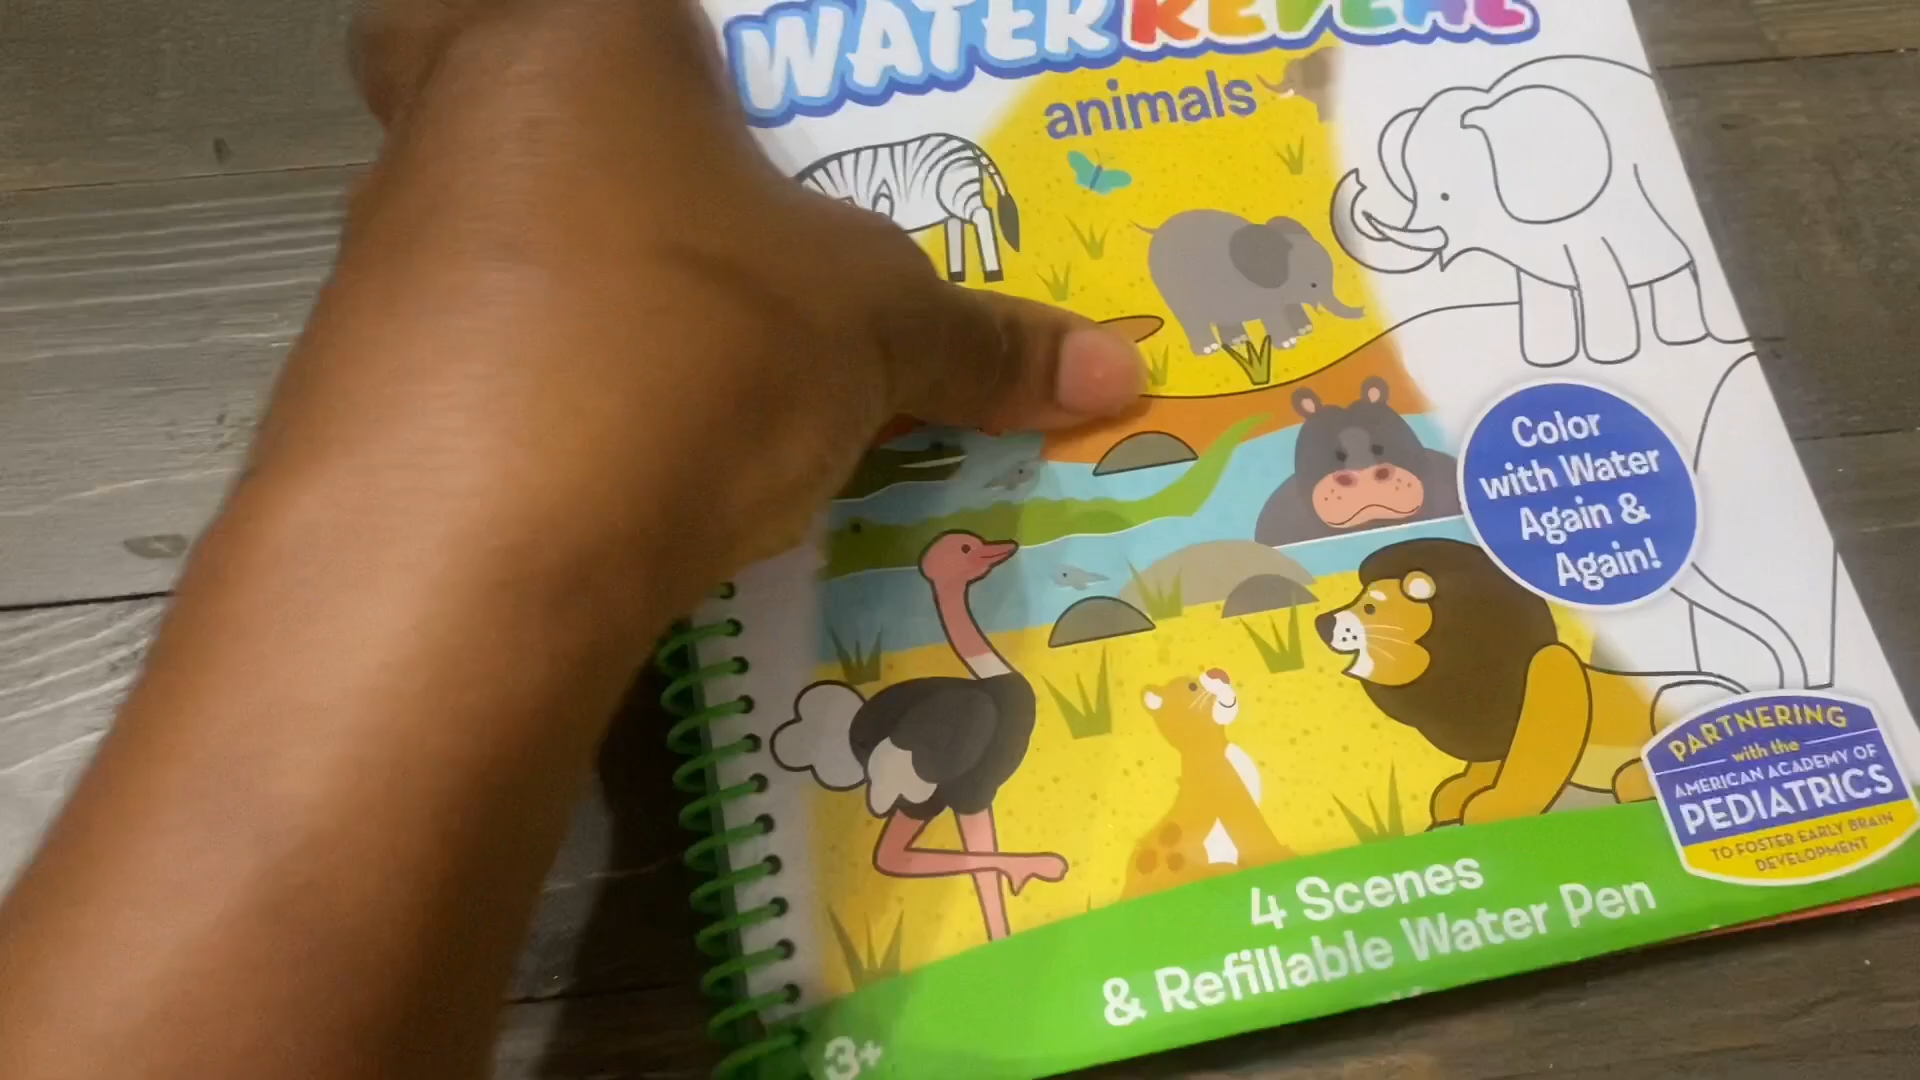 WATER REVEAL
animals
Color
with Water
Again &
Again!
PARTNERING
with the
AMERICAN ACADEMY OF
PEDIATRICS
TO FOSTER EARLY BRAIN
DEVELOPMENT
4 Scenes
& Refillable Water Pen
3+